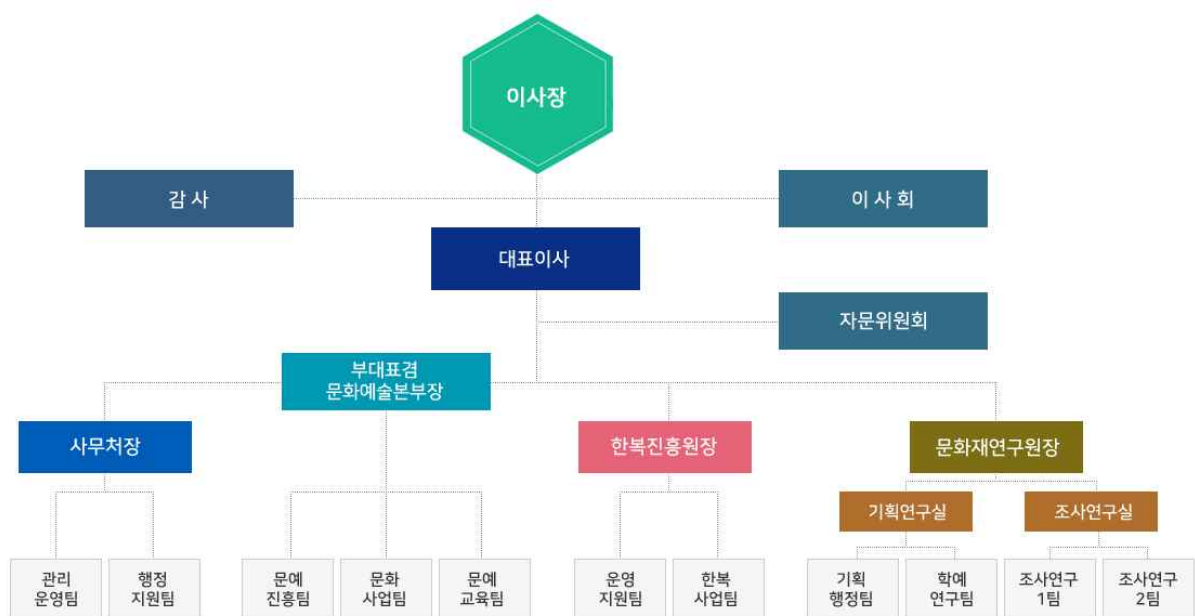 이사장
감 사
이 사 회
대표이사
자문위원회
부대표겸
문화예술본부장
사무처장
한복진흥원장
문화재연구원장
기획연구실
조사연구실
관리
운영팀
행정
지원팀
문예
진흥팀
문화
사업팀
문예
교육팀
운영
지원팀
한복
사업팀
기획
행정팀
학예
연구팀
조사연구
1팀
조사연구
2팀